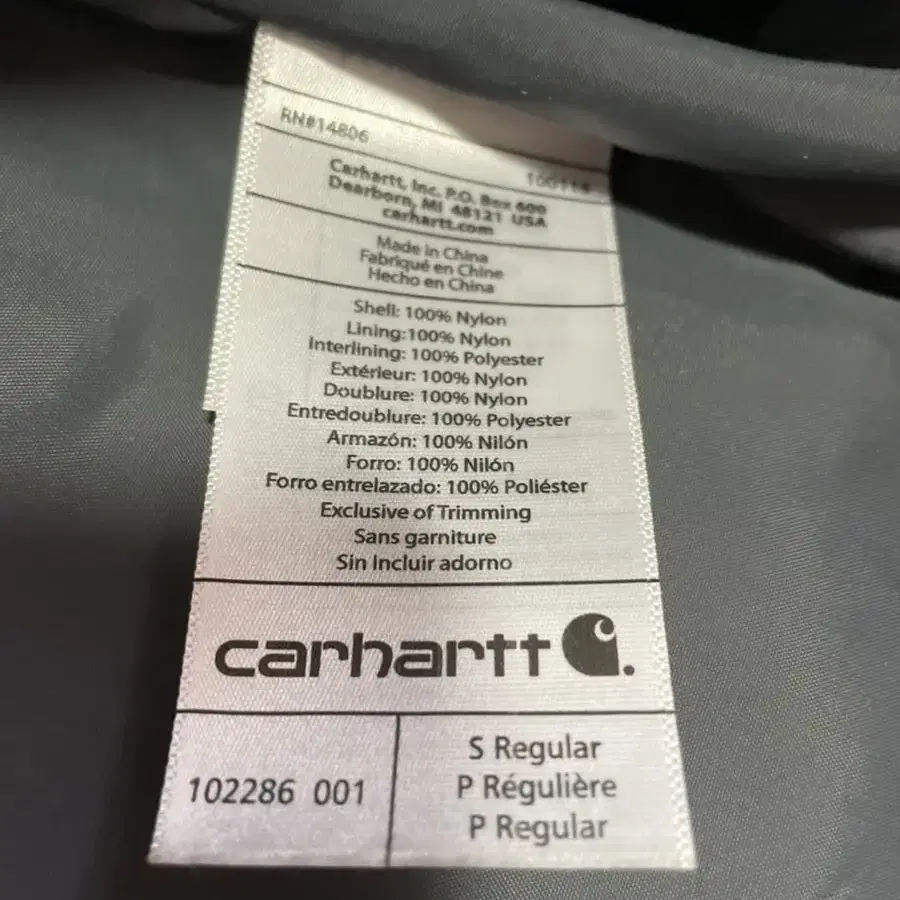 RN#14806
Carhartt, Inc. P.O. Box 600
Dearborn, MI 48121 USA
carhartt.com
Made in China
Fabriqué en Chine
Hecho en China
Shell: 100% Nylon
Lining:100% Nylon
Interlining: 100% Polyester
Extérieur: 100% Nylon
Doublure: 100% Nylon
Entredoublure: 100% Polyester
Armazón: 100% Nilón
Forro: 100% Nilón
Forro entrelazado: 100% Poliéster
Exclusive of Trimming
Sans garniture
Sin Incluir adorno
carhartt
102286 001
S Regular
P Régulière
P Regular